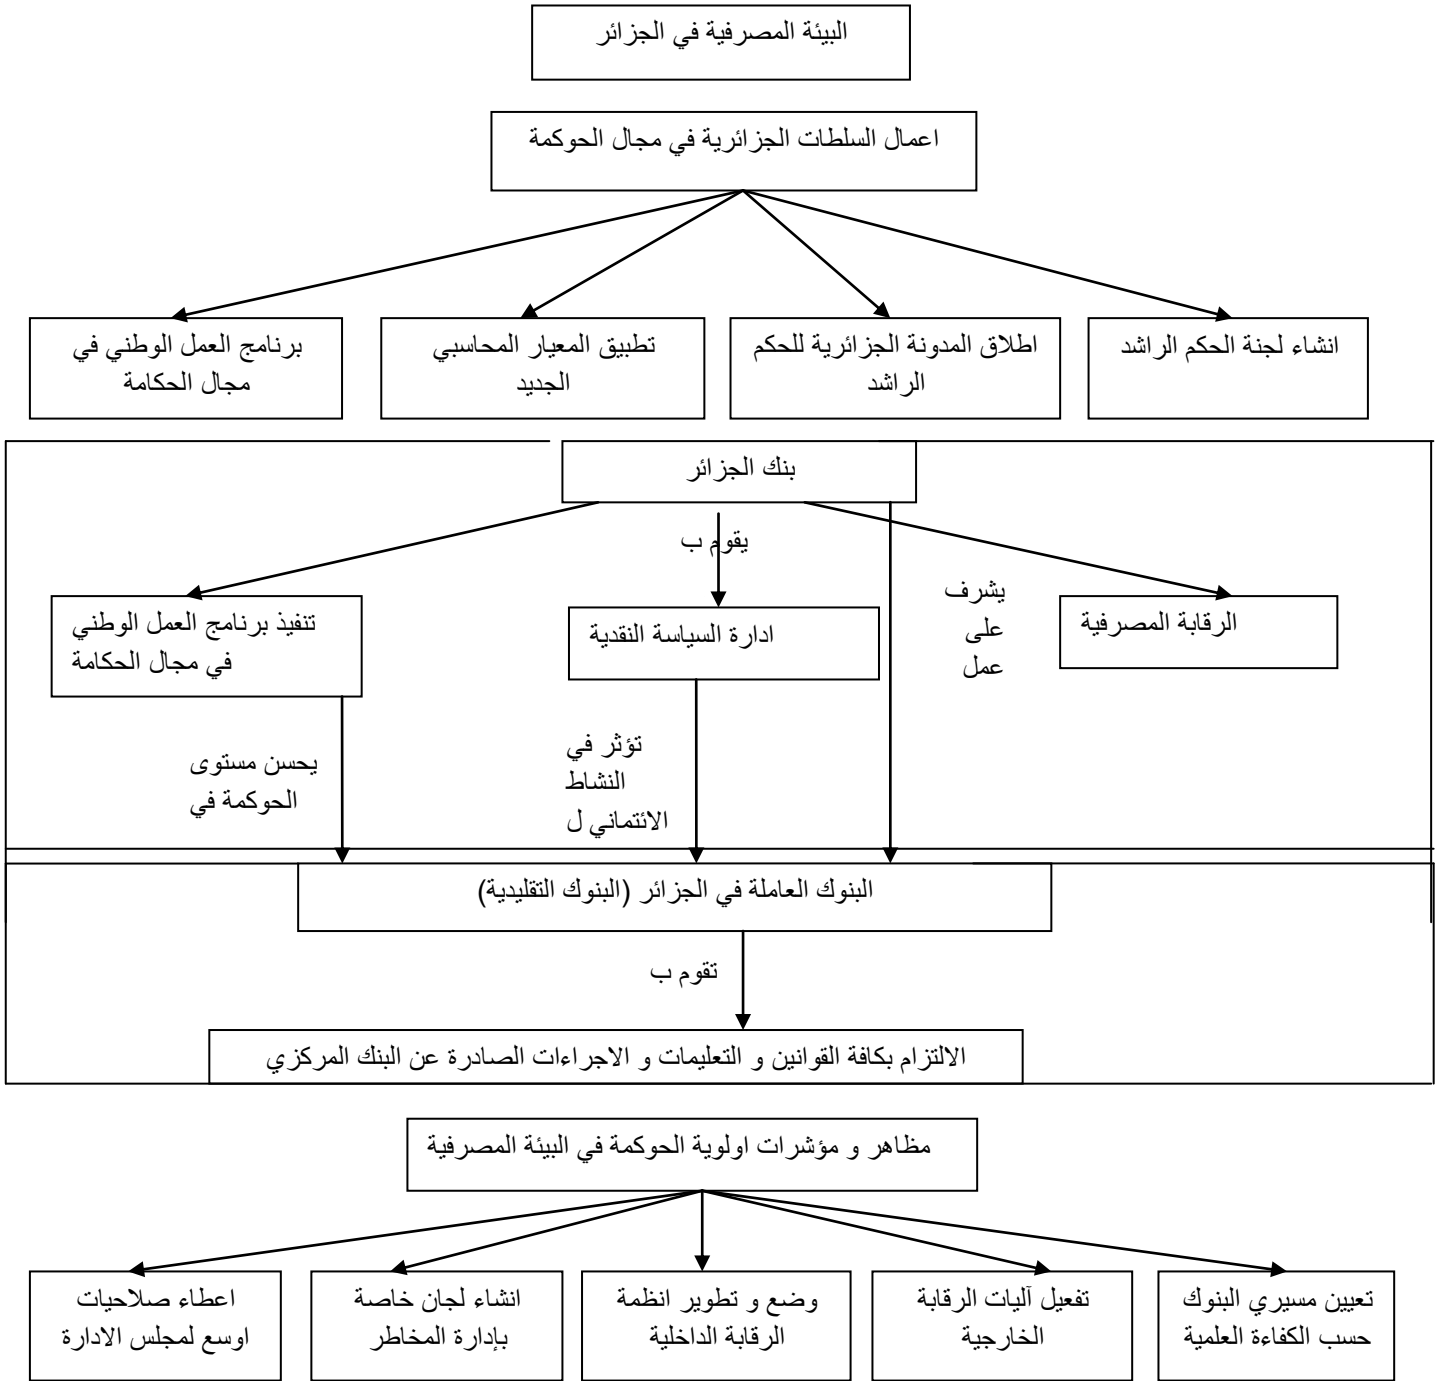 البيئة المصرفية في الجزائر
اعمال السلطات الجزائرية في مجال الحوكمة
انشاء لجنة الحكم الراشد
اطلاق المدونة الجزائرية للحكم
الراشد
تطبيق المعيار المحاسبي
الجديد
برنامج العمل الوطني في
مجال الحكامة
بنك الجزائر
يقوم ب
يشرف
على
عمل
الرقابة المصرفية
ادارة السياسة النقدية
تنفيذ برنامج العمل الوطني
في مجال الحكامة
تؤثر في
النشاط
الائتماني ل
يحسن مستوى
الحوكمة في
البنوك العاملة في الجزائر (البنوك التقليدية)
تقوم ب
الالتزام بكافة القوانين و التعليمات و الاجراءات الصادرة عن البنك المركزي
مظاهر و مؤشرات اولوية الحوكمة في البيئة المصرفية
تعيين مسيري البنوك
حسب الكفاءة العلمية
تفعيل آليات الرقابة
الخارجية
وضع و تطوير انظمة
الرقابة الداخلية
انشاء لجان خاصة
بإدارة المخاطر
اعطاء صلاحيات
اوسع لمجلس الادارة